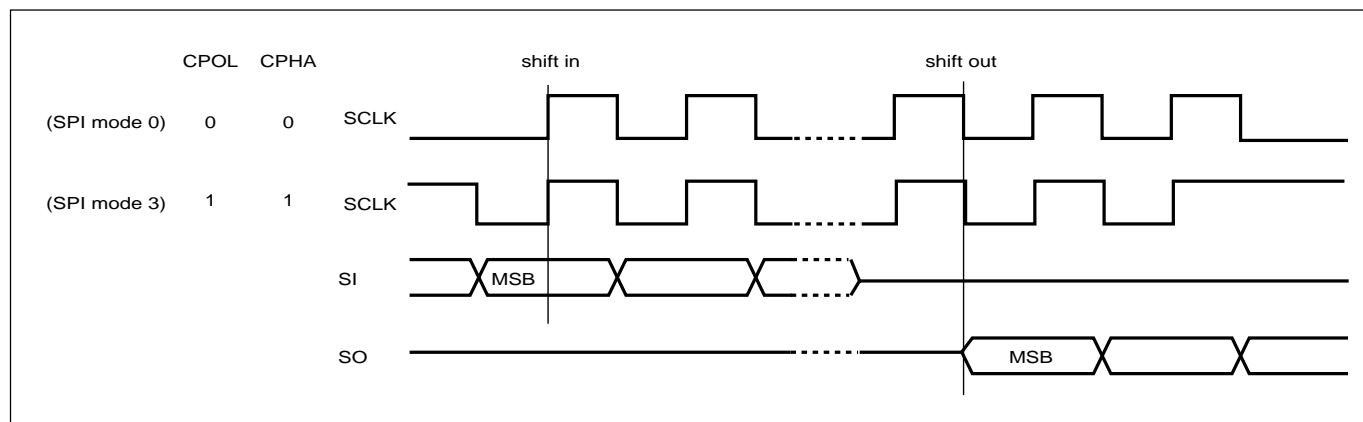 CPOL CPHA shift in shift out
(SPI mode 0) 0 0 SCLK
(SPI mode 3) 1 1 SCLK
SI MSB
SO MSB